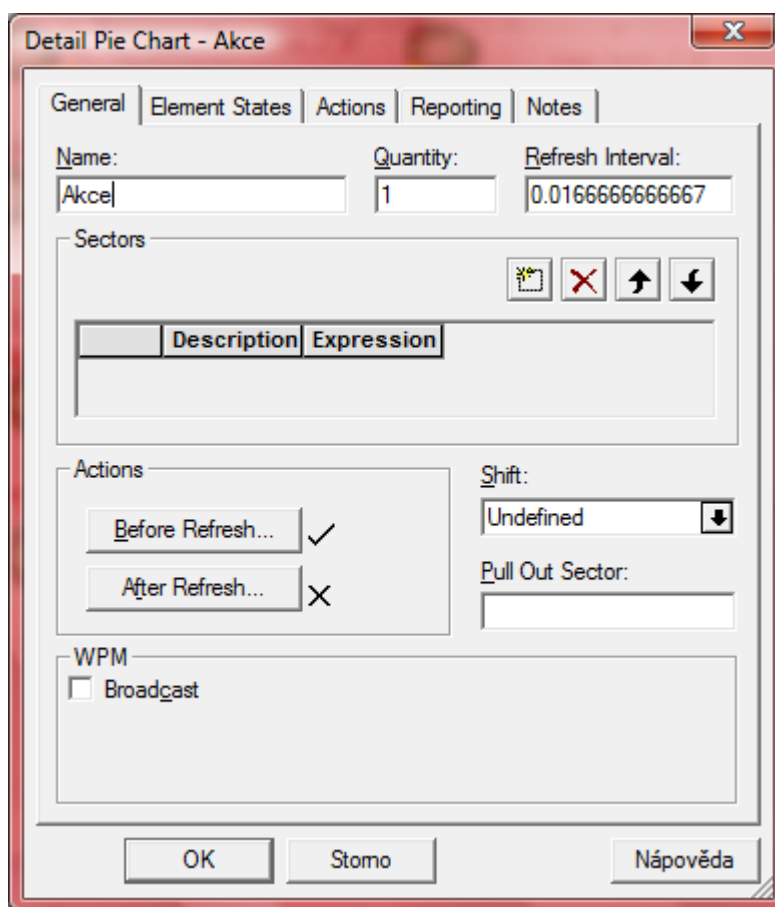 Detail Pie Chart - Akce
General Element States Actions Reporting Notes
Name: Quantity: Refresh Interval:
Akce 1 0.0166666666667
Sectors
Description Expression
Actions Shift:
Before Refresh... Undefined
After Refresh... Pull Out Sector:
WPM
Broadcast
OK Storno Nápověda